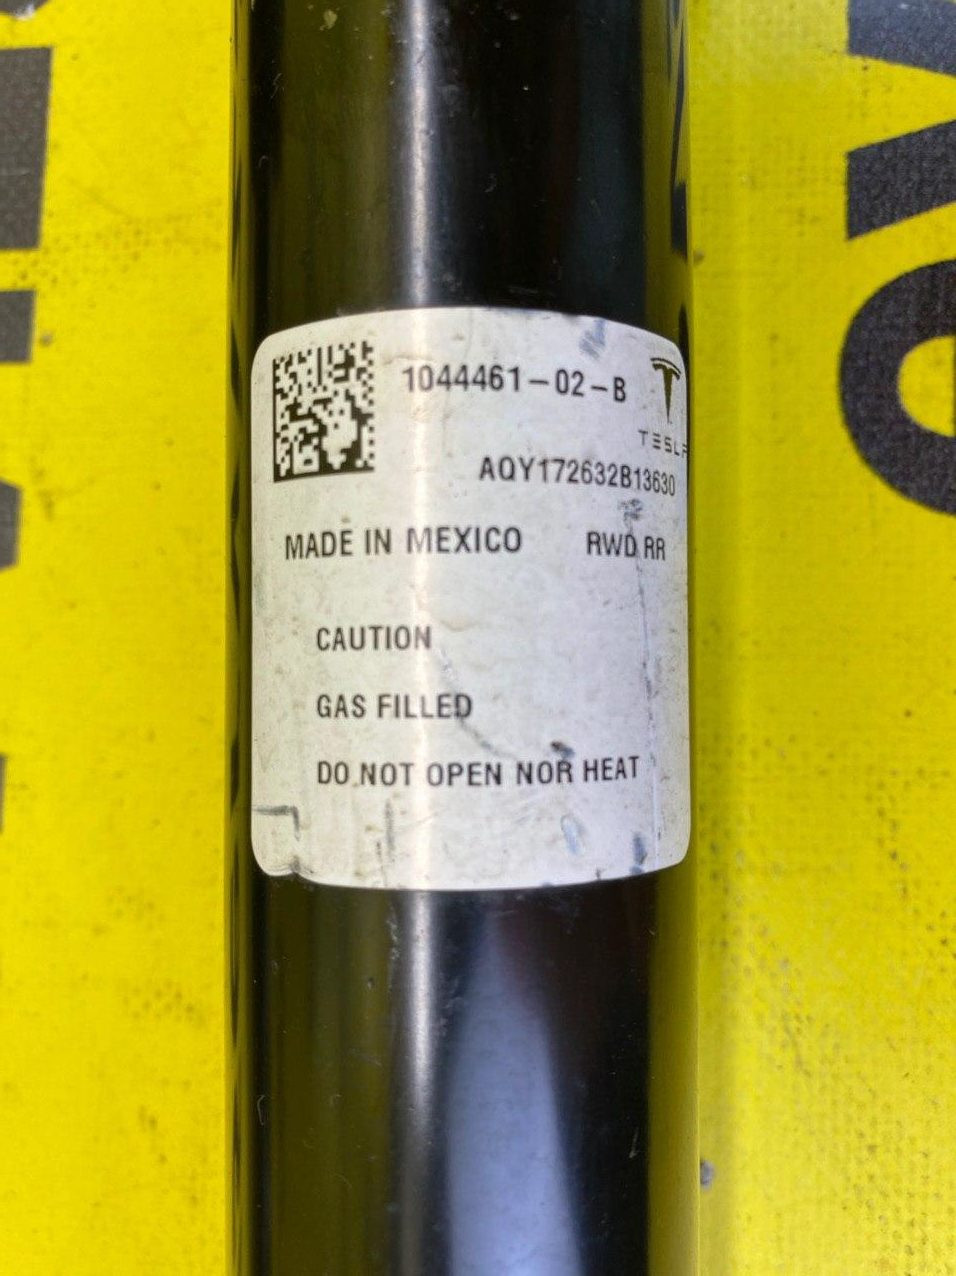 1044461-02-B
TESLA
AQY172632B13630
MADE IN MEXICO RWD RR
CAUTION
GAS FILLED
DO NOT OPEN NOR HEAT